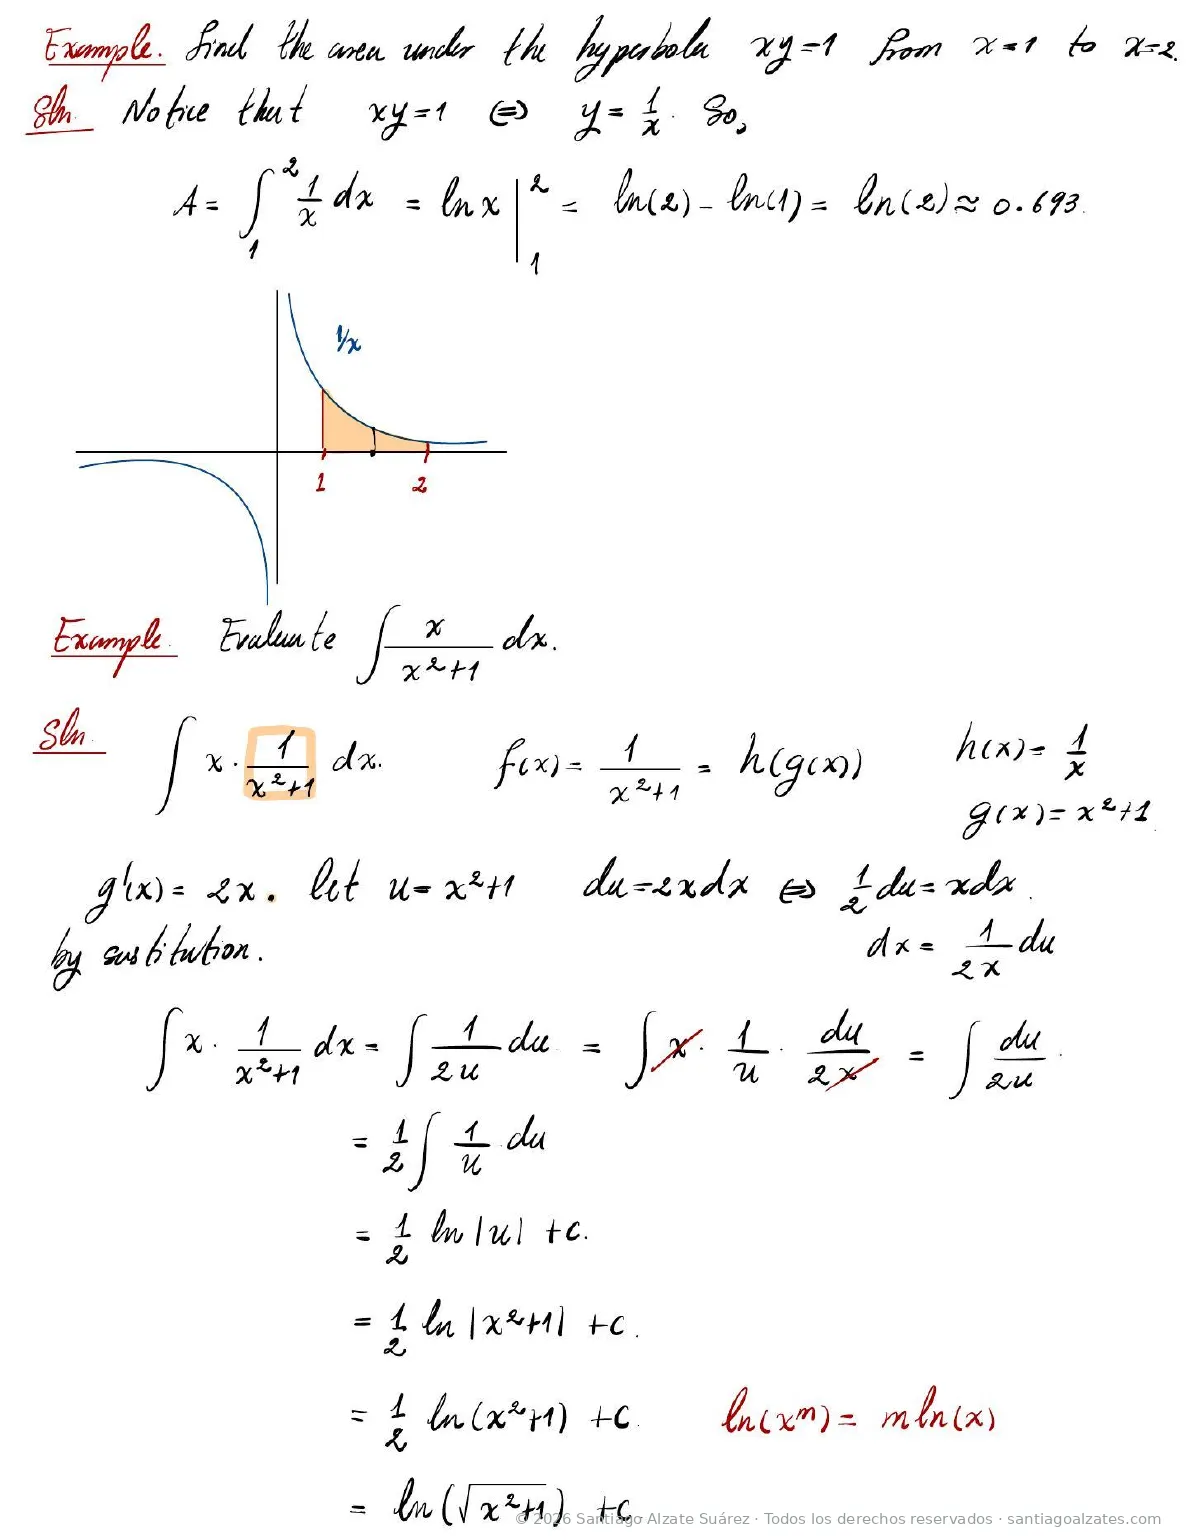 Example. Find the area under the hyperbola xy=1 from x=1 to x=2.
Sln. Notice that xy=1 ⇔ y= 1/x. So,
A = ∫₁² 1/x dx = ln x |₁² = ln(2) - ln(1) = ln(2) ≈ 0.693.
1/x
1 2
Example. Evaluate ∫ x/(x²+1) dx.
Sln. ∫ x · 1/(x²+1) dx. f(x) = 1/(x²+1) = h(g(x)) h(x) = 1/x
g(x) = x²+1.
g'(x) = 2x. let u = x²+1 du = 2xdx ⇔ 1/2 du = xdx.
by sustitution. dx = 1/(2x) du
∫ x · 1/(x²+1) dx = ∫ 1/(2u) du = ∫ x · 1/u · du/(2x) = ∫ du/(2u).
= 1/2 ∫ 1/u du
= 1/2 ln |u| + c.
= 1/2 ln |x²+1| + c.
= 1/2 ln(x²+1) + c. ln(x^m) = m ln(x)
= ln(√(x²+1)) + c
© 2026 Santiago Alzate Suárez · Todos los derechos reservados · santiagoalzates.com